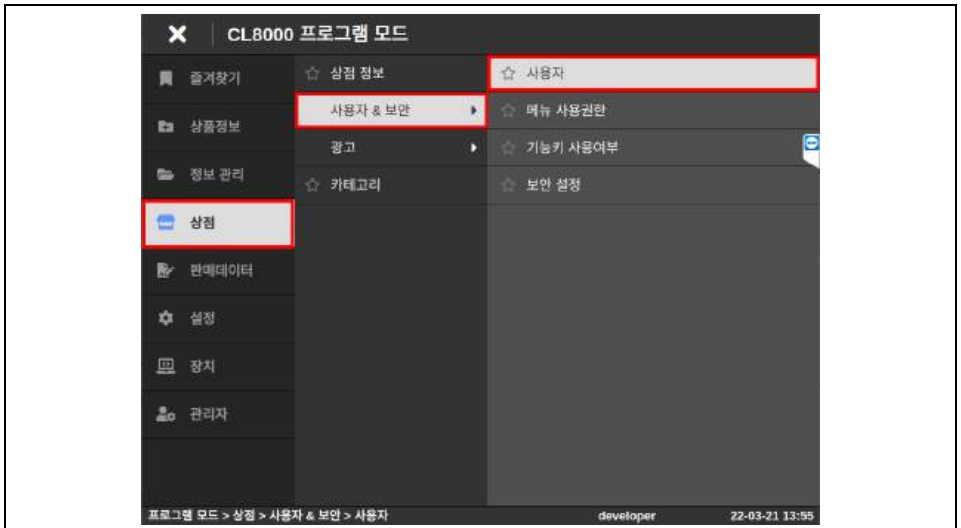 CL8000 프로그램 모드
즐겨찾기
상품정보
정보 관리
상점
판매데이터
설정
장치
관리자
상점 정보
사용자 & 보안
광고
카테고리
사용자
메뉴 사용권한
기능키 사용여부
보안 설정
프로그램 모드 > 상점 > 사용자 & 보안 > 사용자
developer
22-03-21 13:55